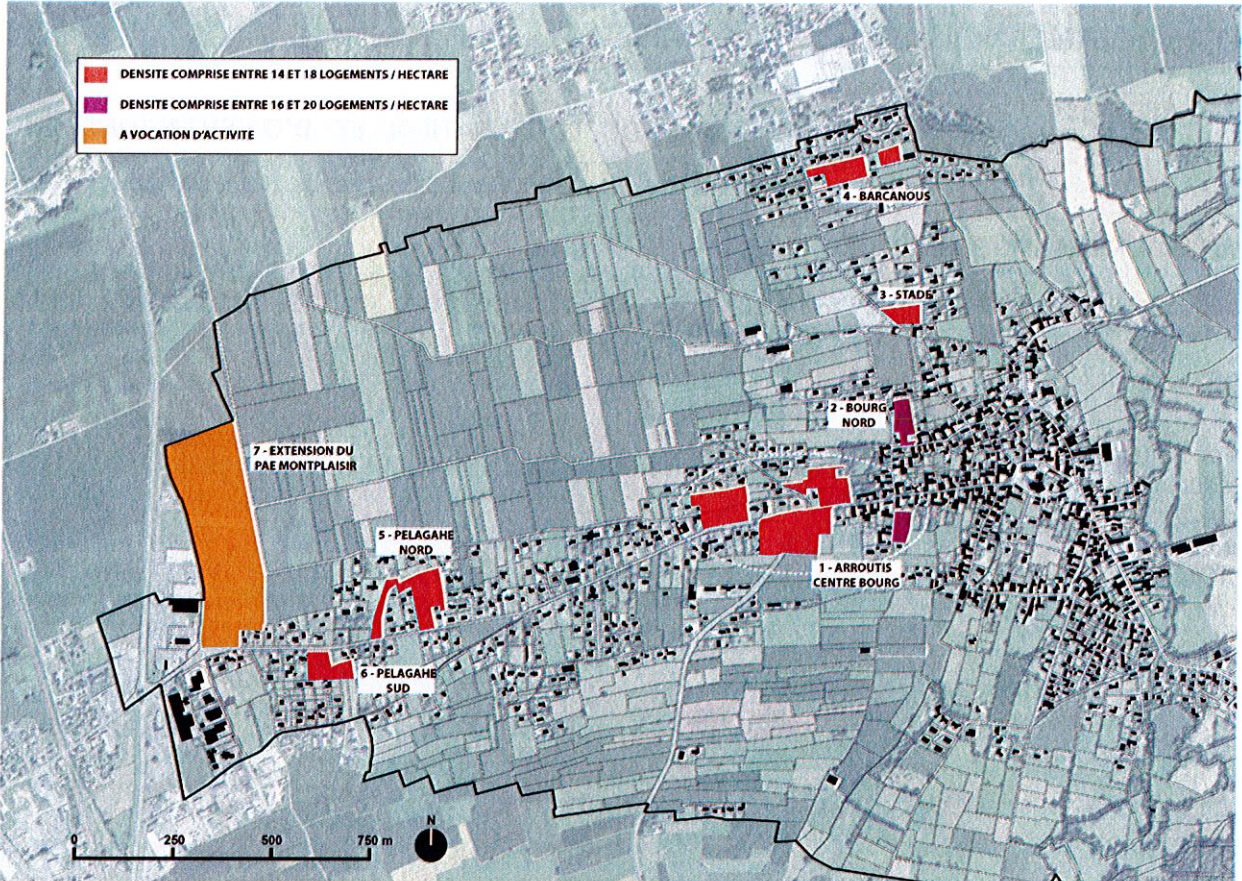 DENSITE COMPRISE ENTRE 14 ET 18 LOGEMENTS / HECTARE
DENSITE COMPRISE ENTRE 16 ET 20 LOGEMENTS / HECTARE
A VOCATION D'ACTIVITE
4 - BARCANOUS
3 - STADE
2 - BOURG
NORD
7 - EXTENSION DU
PAE MONTPLAISIR
5 - PELAGAHE
NORD
1 - ARROUTIS
CENTRE BOURG
6 - PELAGAHE
SUD
0 250 500 750 m
N